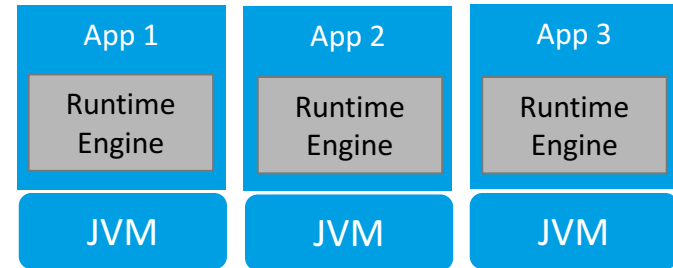 App 1
Runtime
Engine
JVM
App 2
Runtime
Engine
JVM
App 3
Runtime
Engine
JVM